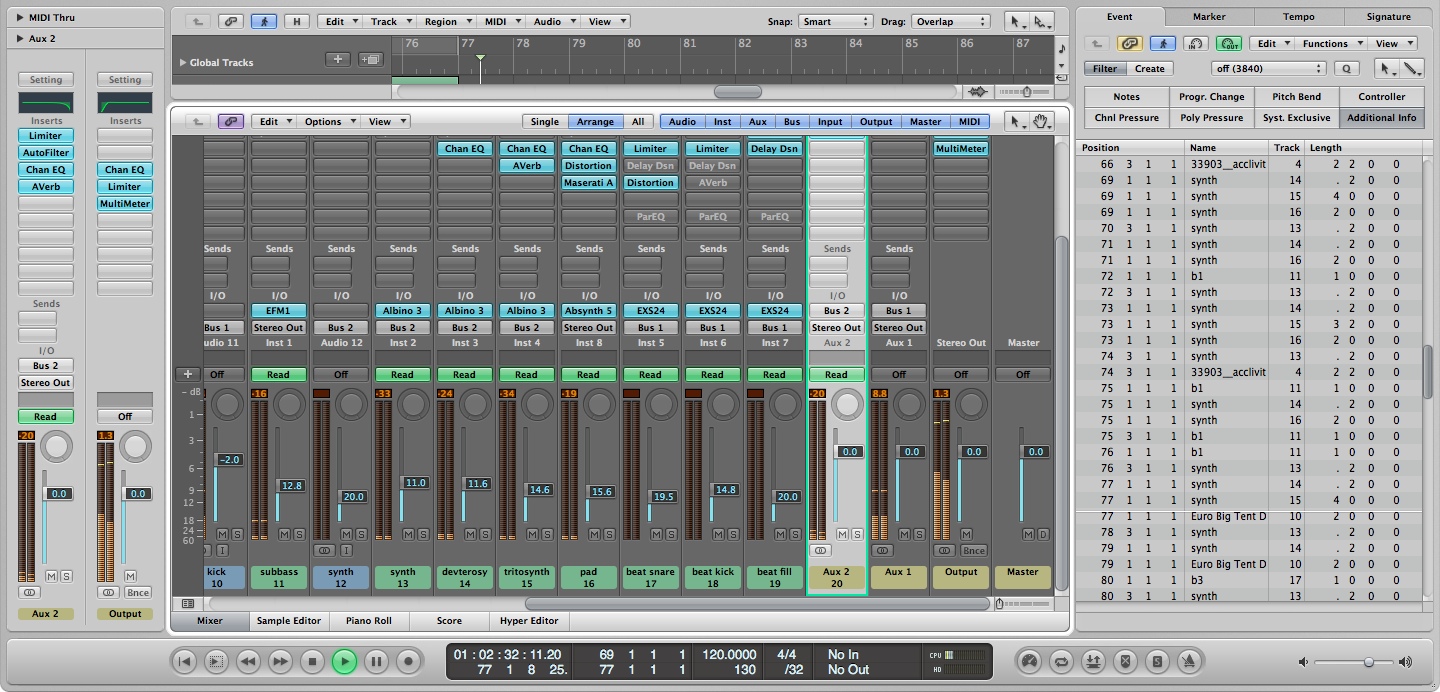 MIDI Thru
Aux 2
Setting Setting
Inserts Inserts
Limiter
AutoFilter
Chan EQ Chan EQ
AVerb Limiter
MultiMeter
Sends
I/O
Bus 2
Stereo Out
Read Off
-20 1.3
0.0 0.0
M S M
Bnce
Aux 2 Output
H Edit Track Region MIDI Audio View Snap: Smart Drag: Overlap
76 77 78 79 80 81 82 83 84 85 86 87
Global Tracks
Edit Options View Single Arrange All Audio Inst Aux Bus Input Output Master MIDI
Chan EQ Chan EQ Chan EQ Limiter Limiter Delay Dsn MultiMeter
AVerb Distortion Delay Dsn Delay Dsn
Maserati A Distortion AVerb
ParEQ ParEQ ParEQ
Sends Sends Sends Sends Sends Sends Sends Sends Sends Sends Sends Sends
I/O I/O I/O I/O I/O I/O I/O I/O I/O I/O I/O I/O
EFM1 Albino 3 Albino 3 Albino 3 Absynth 5 EXS24 EXS24 EXS24 Bus 2 Bus 1
Bus 1 Stereo Out Bus 2 Bus 2 Bus 2 Bus 2 Stereo Out Bus 1 Bus 1 Bus 1 Stereo Out Stereo Out
udio 11 Inst 1 Audio 12 Inst 2 Inst 3 Inst 4 Inst 8 Inst 5 Inst 6 Inst 7 Aux 2 Aux 1 Stereo Out Master
Off Read Off Read Read Read Read Read Read Read Read Off Off Off
dB -16 -33 -24 -34 -19 -20 8.8 1.3
1
3
6
9
12
18
24
60
-2.0 12.8 20.0 11.0 11.6 14.6 15.6 19.5 14.8 20.0 0.0 0.0 0.0 0.0
M S M S M S M S M S M S M S M S M S M S M S M S M M D
I I Bnce
kick subbass synth synth devterosy tritosynth pad beat snare beat kick beat fill Aux 2 Aux 1 Output Master
10 11 12 13 14 15 16 17 18 19 20
Mixer Sample Editor Piano Roll Score Hyper Editor
Event Marker Tempo Signature
IN OUT Edit Functions View
Filter Create off (3840) Q
Notes Progr. Change Pitch Bend Controller
Chnl Pressure Poly Pressure Syst. Exclusive Additional Info
Position Name Track Length
66 3 1 1 33903__acclivit 4 2 2 0 0
69 1 1 1 synth 14 . 2 0 0
69 1 1 1 synth 15 4 0 0 0
69 1 1 1 synth 16 2 0 0 0
70 3 1 1 synth 13 . 2 0 0
71 1 1 1 synth 14 . 2 0 0
71 1 1 1 synth 16 2 0 0 0
72 1 1 1 b1 11 1 0 0 0
72 3 1 1 synth 13 . 2 0 0
73 1 1 1 synth 14 . 2 0 0
73 1 1 1 synth 15 3 2 0 0
73 1 1 1 synth 16 2 0 0 0
74 3 1 1 synth 13 . 2 0 0
74 3 1 1 33903__acclivit 4 2 2 0 0
75 1 1 1 b1 11 1 0 0 0
75 1 1 1 synth 14 . 2 0 0
75 1 1 1 synth 16 2 0 0 0
75 3 1 1 b1 11 1 0 0 0
76 1 1 1 b1 11 1 0 0 0
76 3 1 1 synth 13 . 2 0 0
77 1 1 1 synth 14 . 2 0 0
77 1 1 1 synth 15 4 0 0 0
77 1 1 1 Euro Big Tent D 10 2 0 0 0
78 3 1 1 synth 13 . 2 0 0
79 1 1 1 synth 14 . 2 0 0
79 1 1 1 Euro Big Tent D 10 2 0 0 0
80 1 1 1 b3 17 1 0 0 0
80 3 1 1 synth 13 . 2 0 0
01 : 02 : 32 : 11.20 69 1 1 1 120.0000 4/4 No In CPU
77 1 8 25. 77 1 1 1 130 /32 No Out HD
S